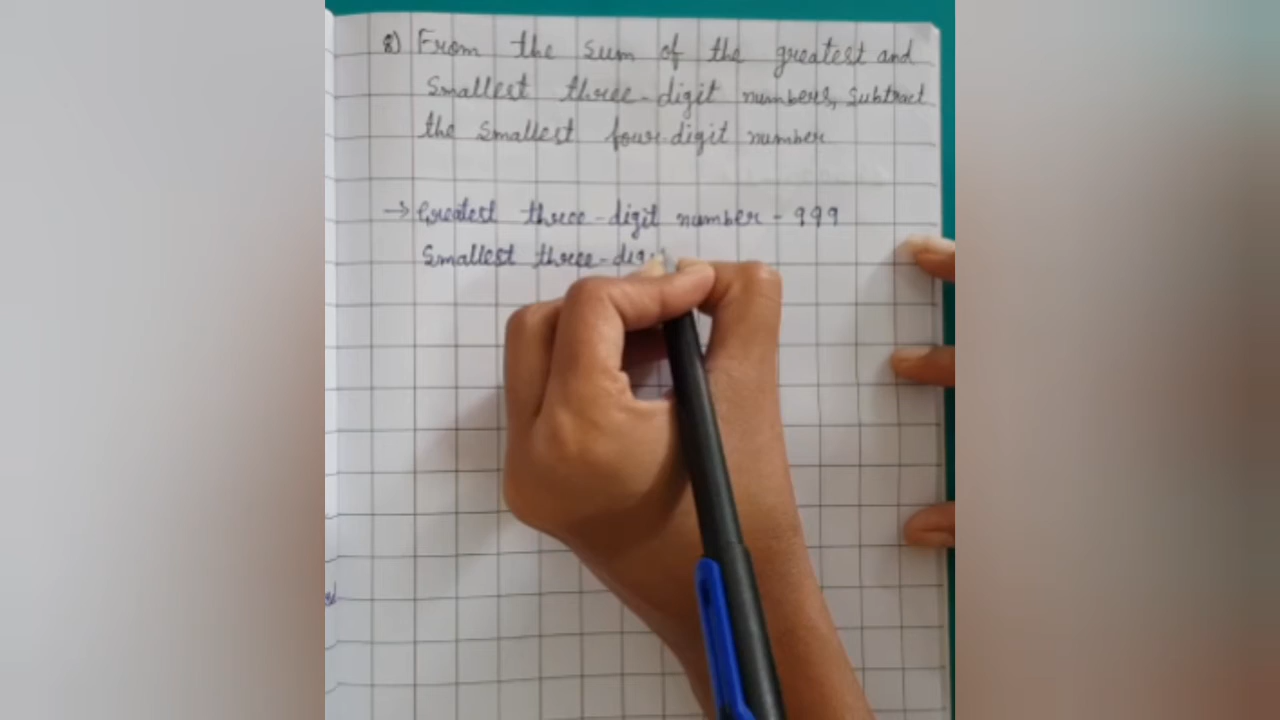 8) From the sum of the greatest and
smallest three-digit numbers, subtract
the smallest four-digit number
→ Greatest three-digit number - 999
Smallest three-digi